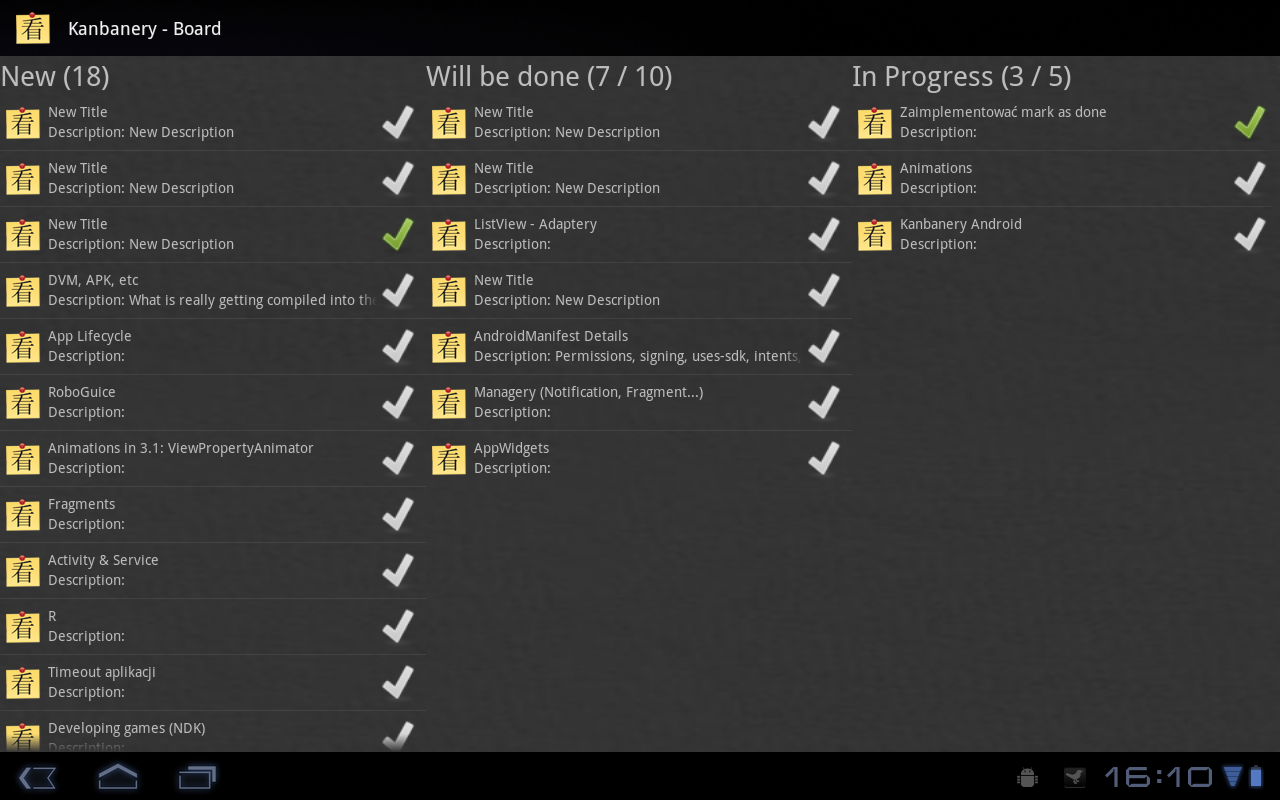 看 Kanbanery - Board
New (18)
看 New Title
Description: New Description
看 New Title
Description: New Description
看 New Title
Description: New Description
看 DVM, APK, etc
Description: What is really getting compiled into the
看 App Lifecycle
Description:
看 RoboGuice
Description:
看 Animations in 3.1: ViewPropertyAnimator
Description:
看 Fragments
Description:
看 Activity & Service
Description:
看 R
Description:
看 Timeout aplikacji
Description:
看 Developing games (NDK)
Description:
Will be done (7 / 10)
看 New Title
Description: New Description
看 New Title
Description: New Description
看 ListView - Adaptery
Description:
看 New Title
Description: New Description
看 AndroidManifest Details
Description: Permissions, signing, uses-sdk, intents,
看 Managery (Notification, Fragment...)
Description:
看 AppWidgets
Description:
In Progress (3 / 5)
看 Zaimplementować mark as done
Description:
看 Animations
Description:
看 Kanbanery Android
Description:
16:10